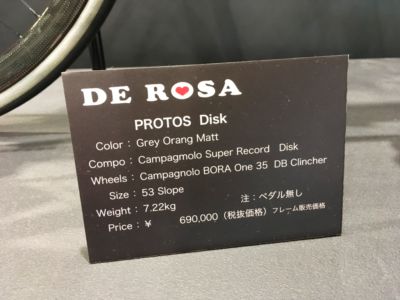 DE ROSA
PROTOS Disk
Color : Grey Orang Matt
Compo : Campagmolo Super Record Disk
Wheels : Campagnolo BORA One 35 DB Clincher
Size : 53 Slope
Weight : 7.22kg 注：ペダル無し
Price : ¥ 690,000（税抜価格）フレーム販売価格